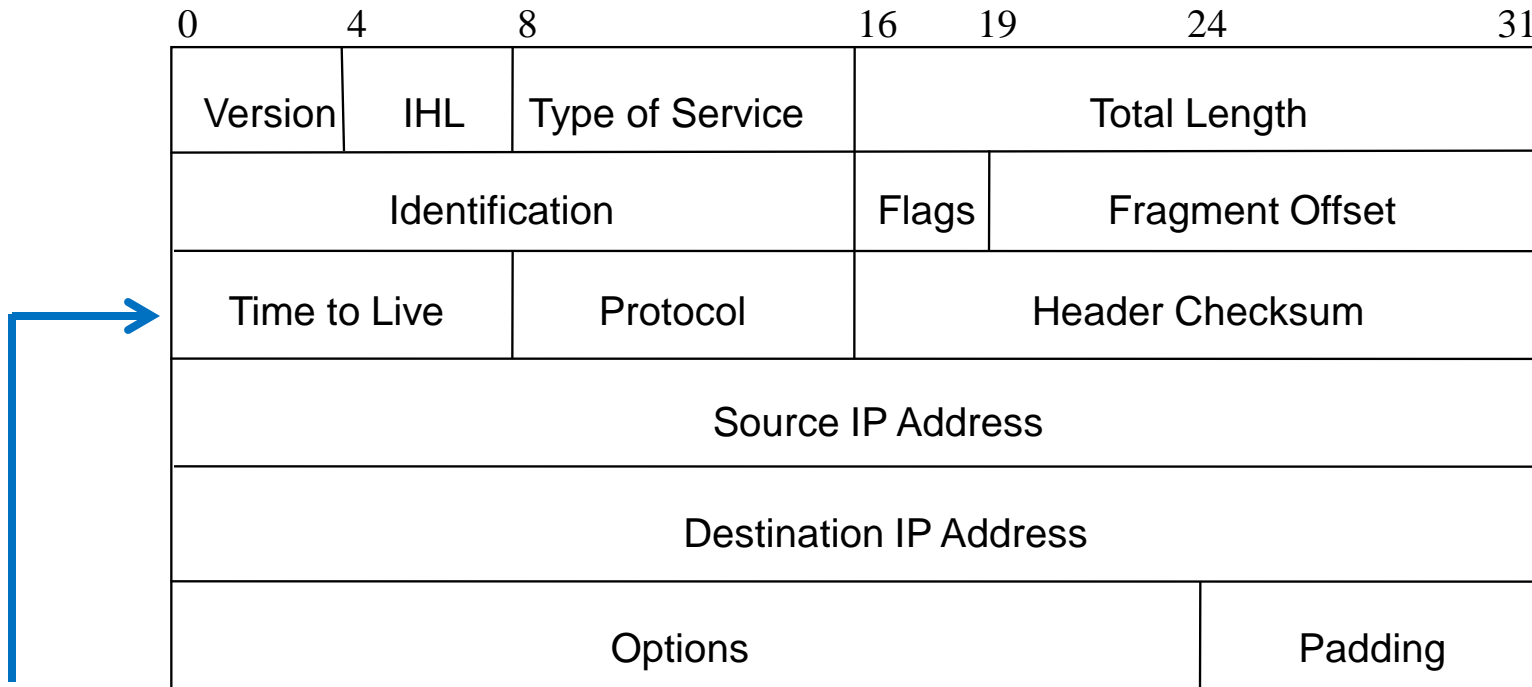 0 4 8 16 19 24 31
Version IHL Type of Service Total Length
Identification Flags Fragment Offset
Time to Live Protocol Header Checksum
Source IP Address
Destination IP Address
Options Padding